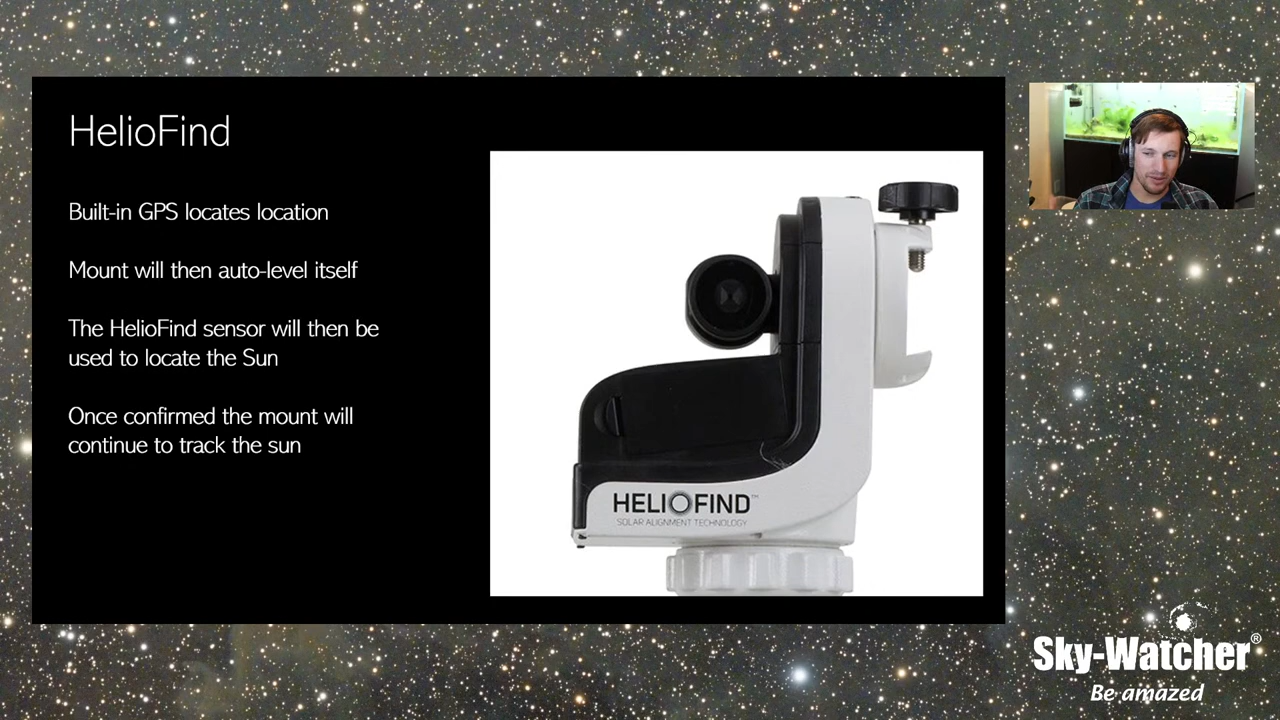 HelioFind
Built-in GPS locates location
Mount will then auto-level itself
The HelioFind sensor will then be
used to locate the Sun
Once confirmed the mount will
continue to track the sun
HELIOFIND™
SOLAR ALIGNMENT TECHNOLOGY
Sky-Watcher®
Be amazed